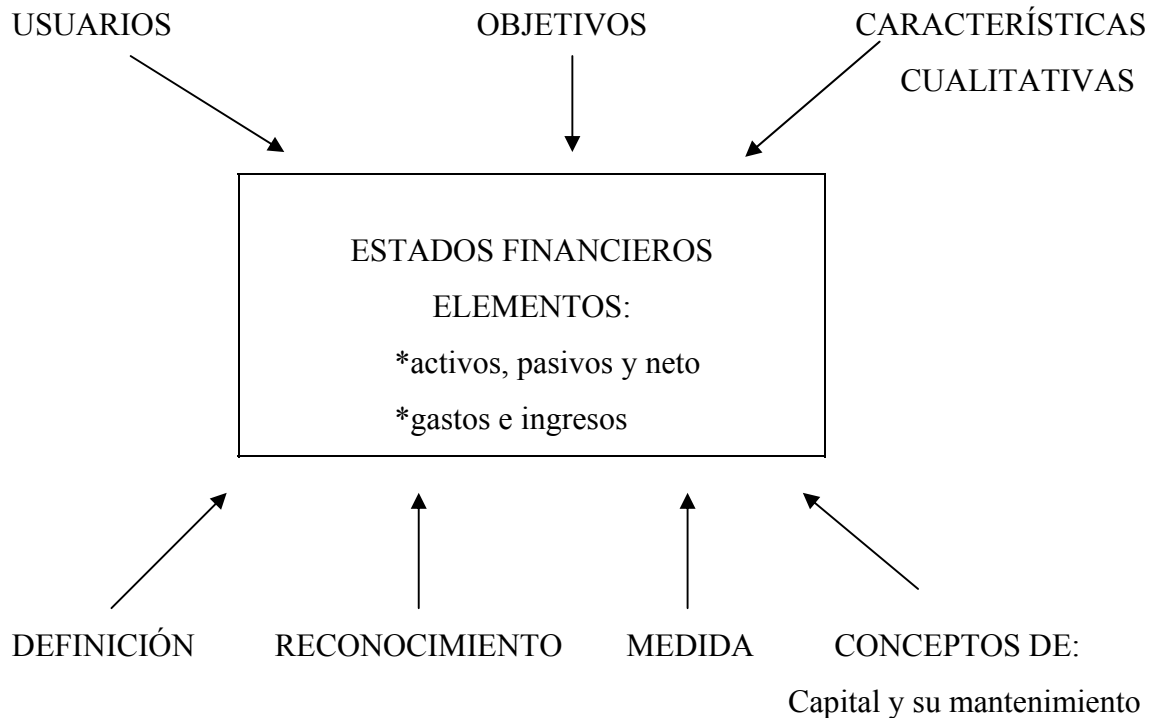 USUARIOS
OBJETIVOS
CARACTERÍSTICAS
CUALITATIVAS
ESTADOS FINANCIEROS
ELEMENTOS:
*activos, pasivos y neto
*gastos e ingresos
DEFINICIÓN
RECONOCIMIENTO
MEDIDA
CONCEPTOS DE:
Capital y su mantenimiento